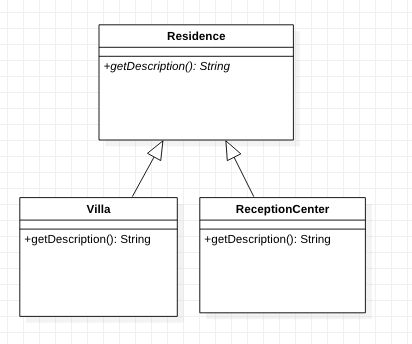 Residence
+getDescription(): String
Villa
+getDescription(): String
ReceptionCenter
+getDescription(): String